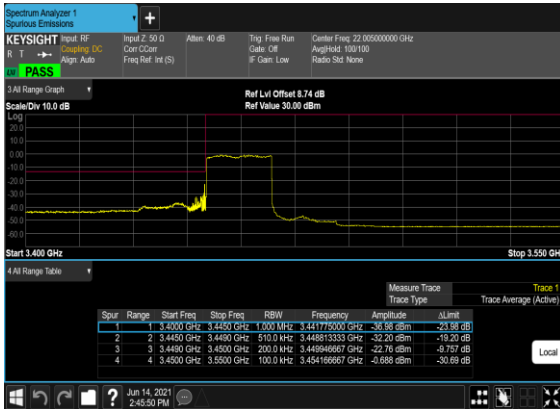 Spectrum Analyzer 1
Spurious Emissions
+
KEYSIGHT Input: RF Input Z: 50 Ω Atten: 40 dB Trig: Free Run Center Freq: 22.005000000 GHz
R T Coupling: DC Corr CCorr Gate: Off Avg|Hold: 100/100
Align: Auto Freq Ref: Int (S) IF Gain: Low Radio Std: None
PASS
3 All Range Graph
Ref Lvl Offset 8.74 dB
Scale/Div 10.0 dB Ref Value 30.00 dBm
Log
20.0
10.0
0.00
-10.0
-20.0
-30.0
-40.0
-50.0
-60.0
Start 3.400 GHz Stop 3.550 GH
4 All Range Table
Measure Trace Trace 1
Trace Type Trace Average (Active)
Spur Range Start Freq Stop Freq RBW Frequency Amplitude ΔLimit
1 1 3.4000 GHz 3.4450 GHz 1.000 MHz 3.441775000 GHz -36.98 dBm -23.98 dB
2 2 3.4450 GHz 3.4490 GHz 510.0 kHz 3.448813333 GHz -32.20 dBm -19.20 dB
3 3 3.4490 GHz 3.4500 GHz 200.0 kHz 3.449946667 GHz -22.76 dBm -9.757 dB
4 4 3.4500 GHz 3.5500 GHz 100.0 kHz 3.454166667 GHz -0.688 dBm -30.69 dB
Local
? Jun 14, 2021
2:45:50 PM